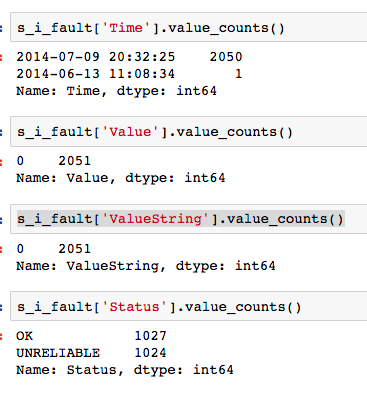 s_i_fault['Time'].value_counts()
2014-07-09 20:32:25    2050
2014-06-13 11:08:34       1
Name: Time, dtype: int64
s_i_fault['Value'].value_counts()
0    2051
Name: Value, dtype: int64
s_i_fault['ValueString'].value_counts()
0    2051
Name: ValueString, dtype: int64
s_i_fault['Status'].value_counts()
OK            1027
UNRELIABLE    1024
Name: Status, dtype: int64